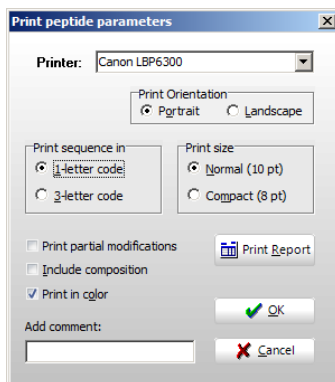 Print peptide parameters
Printer: Canon LBP6300
Print Orientation
Portrait Landscape
Print sequence in Print size
1-letter code Normal (10 pt)
3-letter code Compact (8 pt)
Print partial modifications Print Report
Include composition
Print in color
OK
Add comment:
Cancel